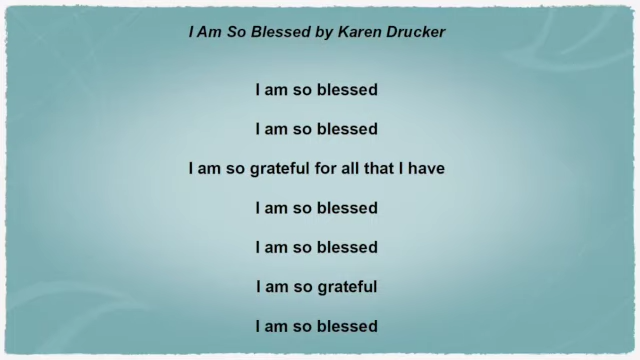 I Am So Blessed by Karen Drucker
I am so blessed
I am so blessed
I am so grateful for all that I have
I am so blessed
I am so blessed
I am so grateful
I am so blessed